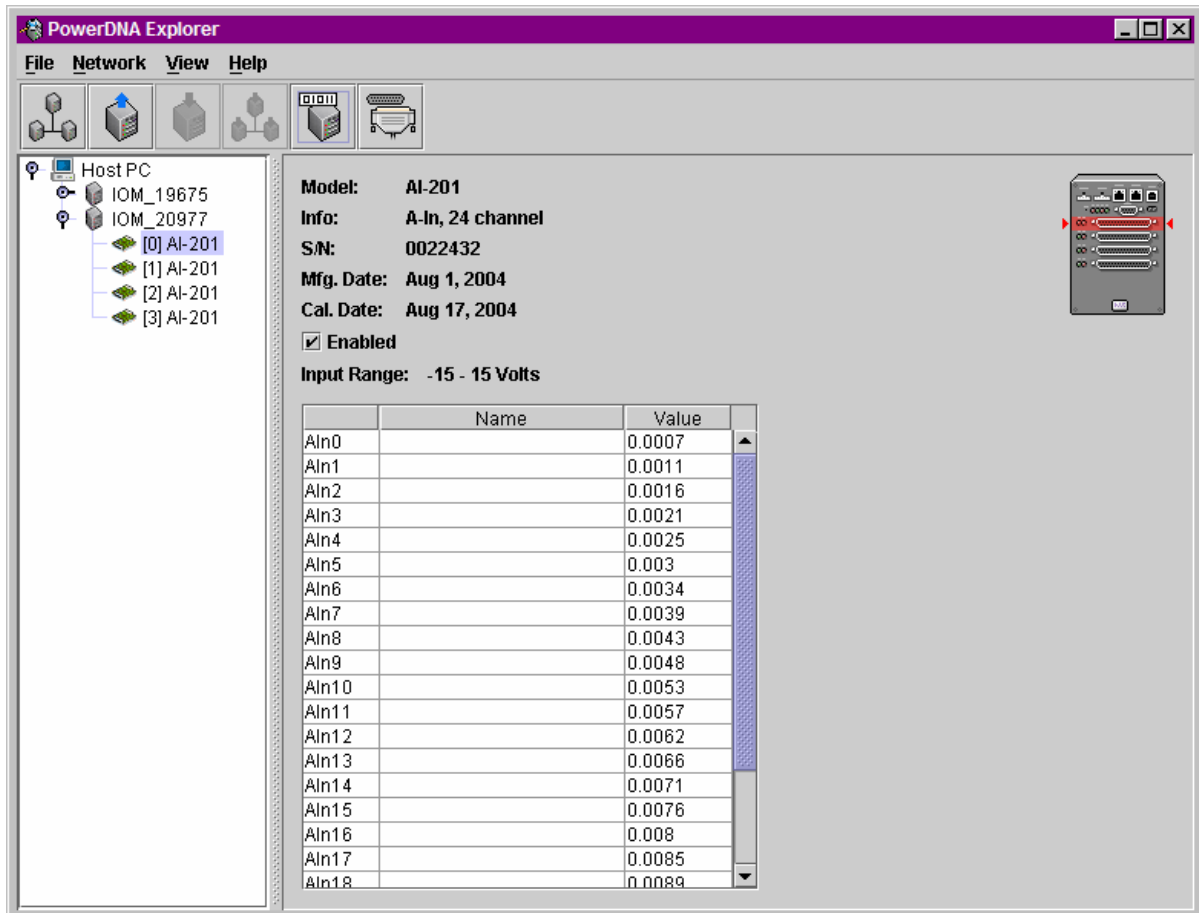 PowerDNA Explorer
File Network View Help
Host PC
IOM_19675
IOM_20977
[0] AI-201
[1] AI-201
[2] AI-201
[3] AI-201
Model: AI-201
Info: A-In, 24 channel
S/N: 0022432
Mfg. Date: Aug 1, 2004
Cal. Date: Aug 17, 2004
Enabled
Input Range: -15 - 15 Volts
Name Value
AIn0 0.0007
AIn1 0.0011
AIn2 0.0016
AIn3 0.0021
AIn4 0.0025
AIn5 0.003
AIn6 0.0034
AIn7 0.0039
AIn8 0.0043
AIn9 0.0048
AIn10 0.0053
AIn11 0.0057
AIn12 0.0062
AIn13 0.0066
AIn14 0.0071
AIn15 0.0076
AIn16 0.008
AIn17 0.0085
AIn18 0.0089